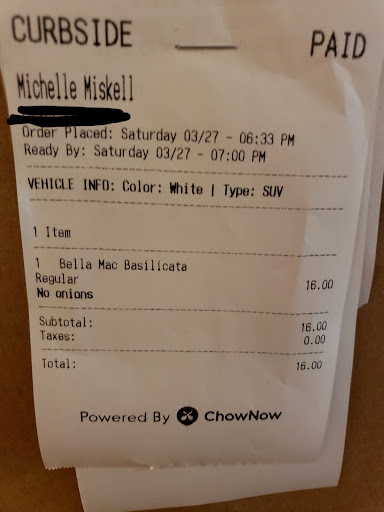 CURBSIDE PAID
Michelle Miskell
Order Placed: Saturday 03/27 - 06:33 PM
Ready By: Saturday 03/27 - 07:00 PM
VEHICLE INFO: Color: White | Type: SUV
1 Item
1 Bella Mac Basilicata
Regular 16.00
No onions
Subtotal: 16.00
Taxes: 0.00
Total: 16.00
Powered By ChowNow